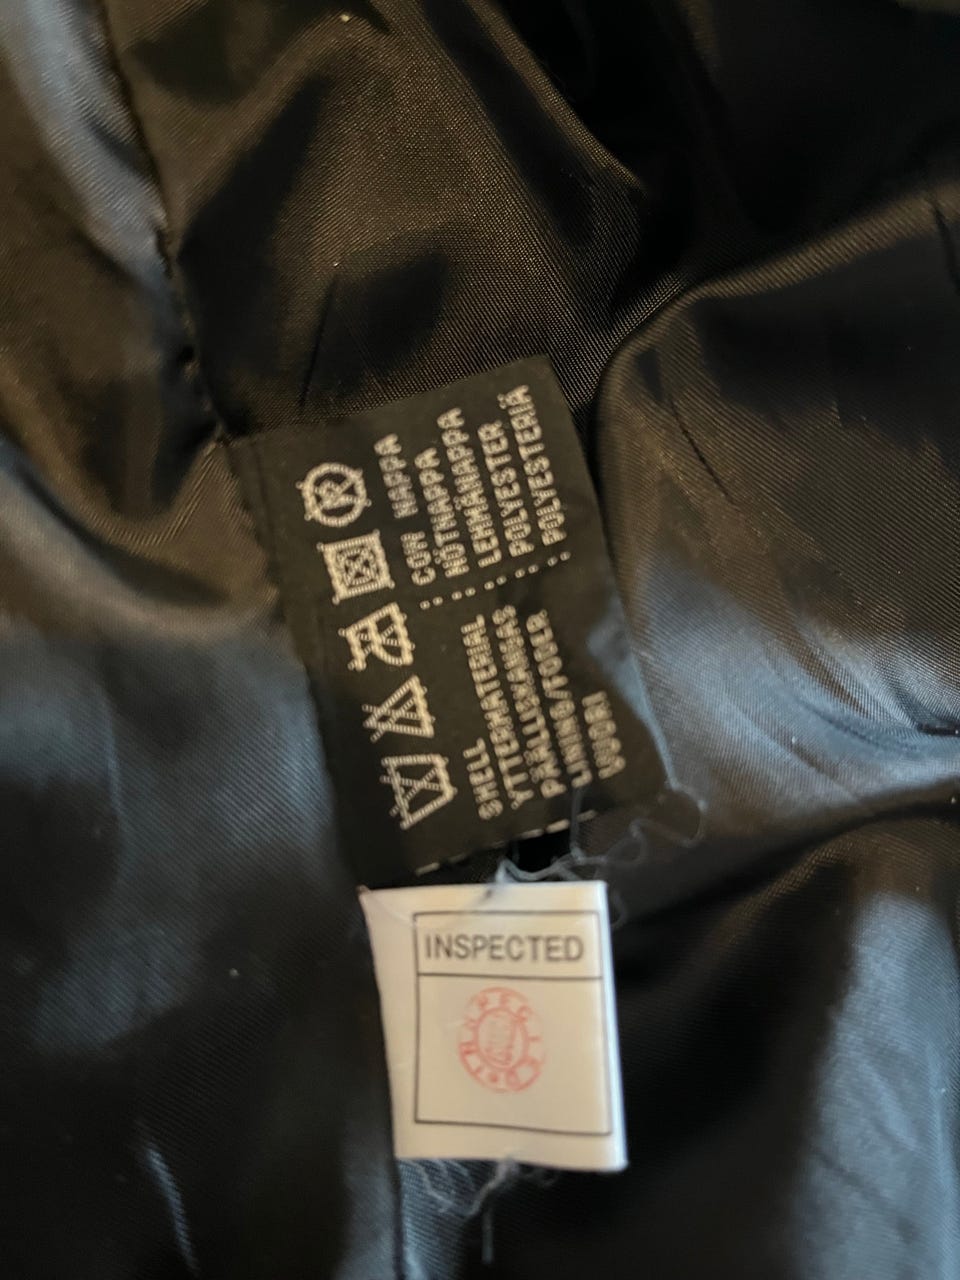 SHELL : COW NAPPA
YTTERMATERIAL : NÖTNAPPA
: LEHMÄNAPPA
LINING/FODER : POLYESTER
VUORI : POLYESTERIÄ
INSPECTED